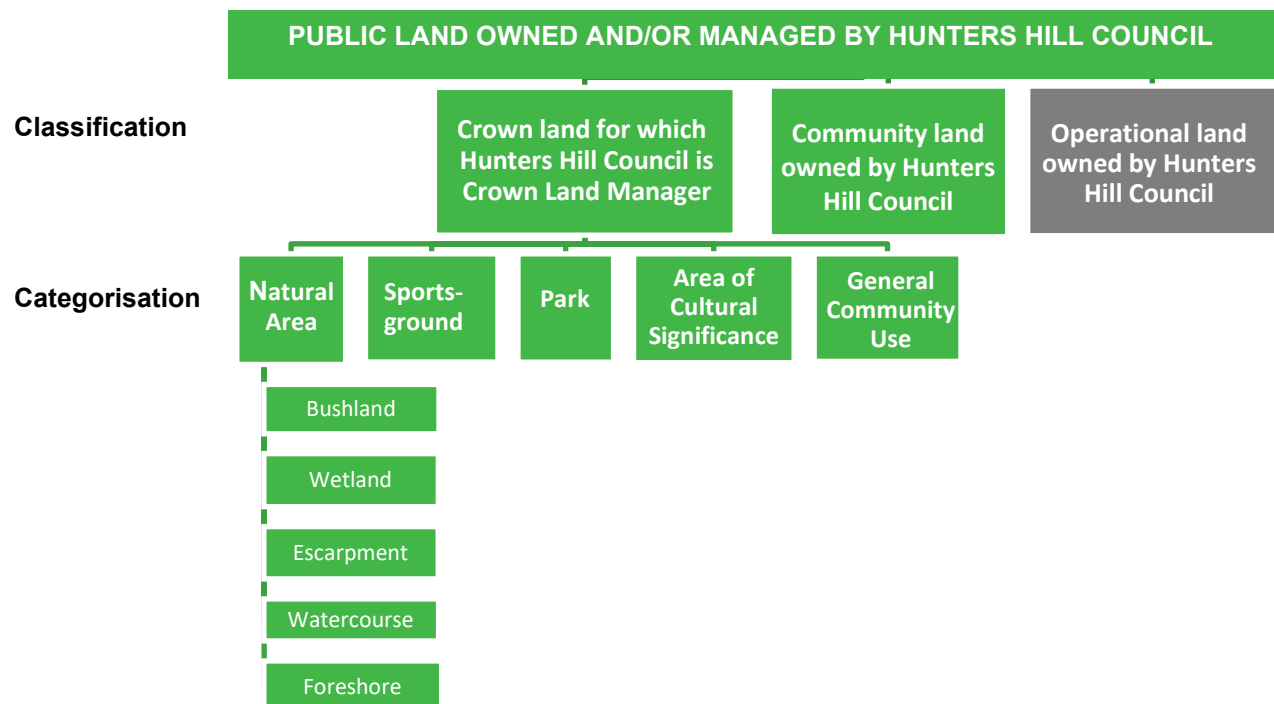 PUBLIC LAND OWNED AND/OR MANAGED BY HUNTERS HILL COUNCIL
Classification
Crown land for which
Hunters Hill Council is
Crown Land Manager
Community land
owned by Hunters
Hill Council
Operational land
owned by Hunters
Hill Council
Categorisation
Natural
Area
Sports-
ground
Park
Area of
Cultural
Significance
General
Community
Use
Bushland
Wetland
Escarpment
Watercourse
Foreshore